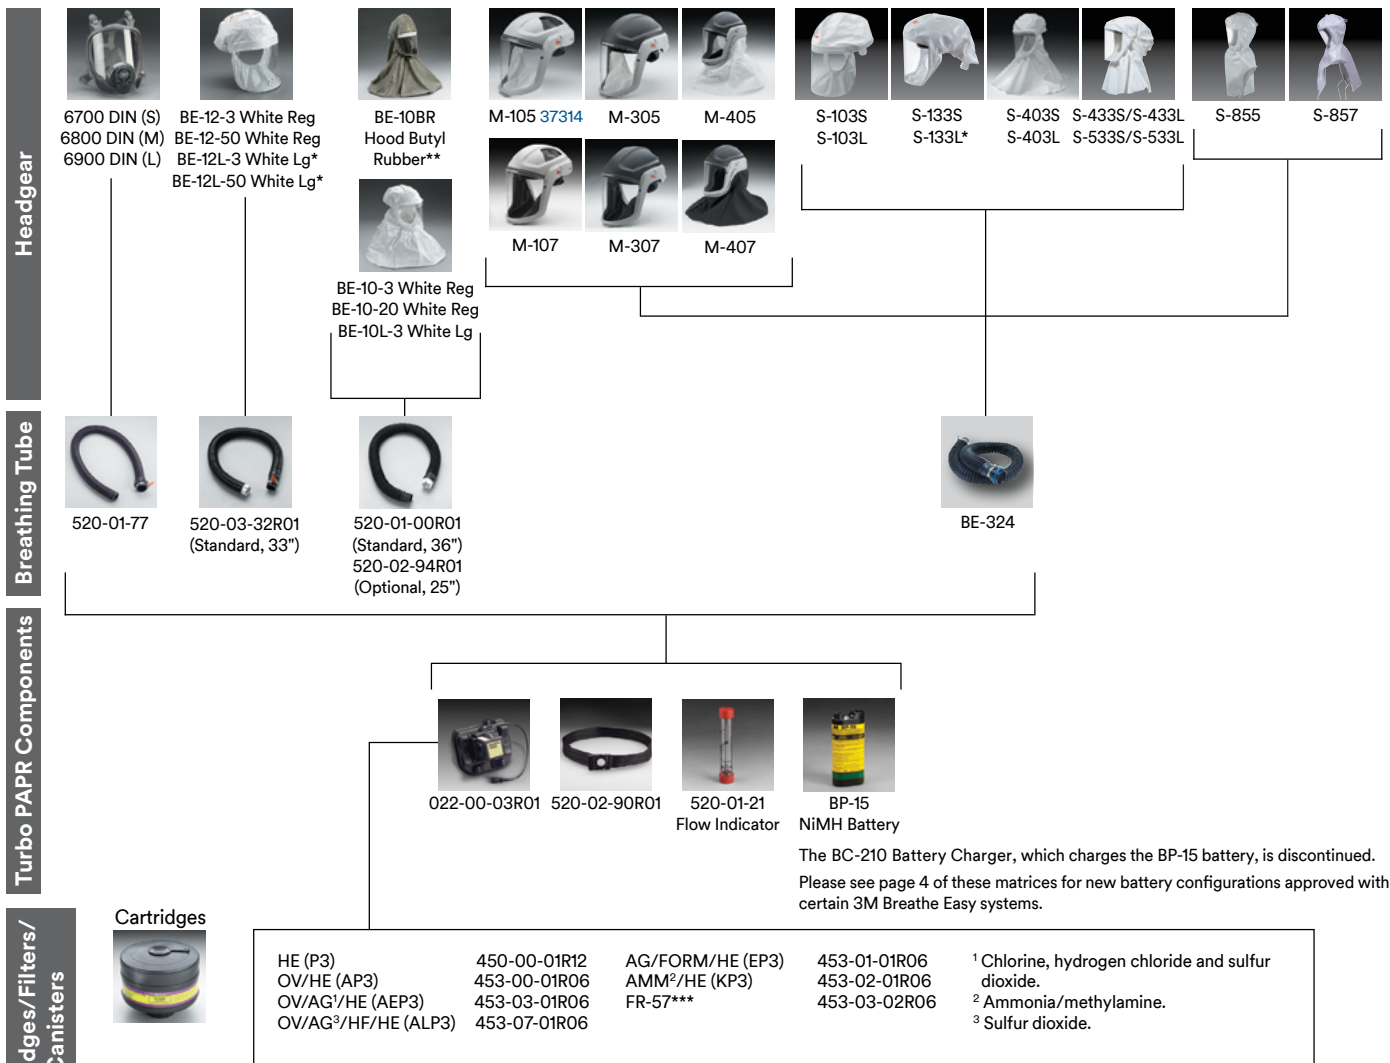 Headgear
6700 DIN (S)
6800 DIN (M)
6900 DIN (L)
BE-12-3 White Reg
BE-12-50 White Reg
BE-12L-3 White Lg*
BE-12L-50 White Lg*
BE-10BR
Hood Butyl
Rubber**
BE-10-3 White Reg
BE-10-20 White Reg
BE-10L-3 White Lg
M-105 37314
M-305
M-405
M-107
M-307
M-407
S-103S
S-103L
S-133S
S-133L*
S-403S
S-403L
S-433S/S-433L
S-533S/S-533L
S-855
S-857
Breathing Tube
520-01-77
520-03-32R01
(Standard, 33")
520-01-00R01
(Standard, 36")
520-02-94R01
(Optional, 25")
BE-324
Turbo PAPR Components
022-00-03R01
520-02-90R01
520-01-21
Flow Indicator
BP-15
NiMH Battery
The BC-210 Battery Charger, which charges the BP-15 battery, is discontinued.
Please see page 4 of these matrices for new battery configurations approved with
certain 3M Breathe Easy systems.
dges/Filters/
Canisters
Cartridges
HE (P3) 450-00-01R12
OV/HE (AP3) 453-00-01R06
OV/AG¹/HE (AEP3) 453-03-01R06
OV/AG³/HF/HE (ALP3) 453-07-01R06
AG/FORM/HE (EP3) 453-01-01R06
AMM²/HE (KP3) 453-02-01R06
FR-57*** 453-03-02R06
¹ Chlorine, hydrogen chloride and sulfur
dioxide.
² Ammonia/methylamine.
³ Sulfur dioxide.